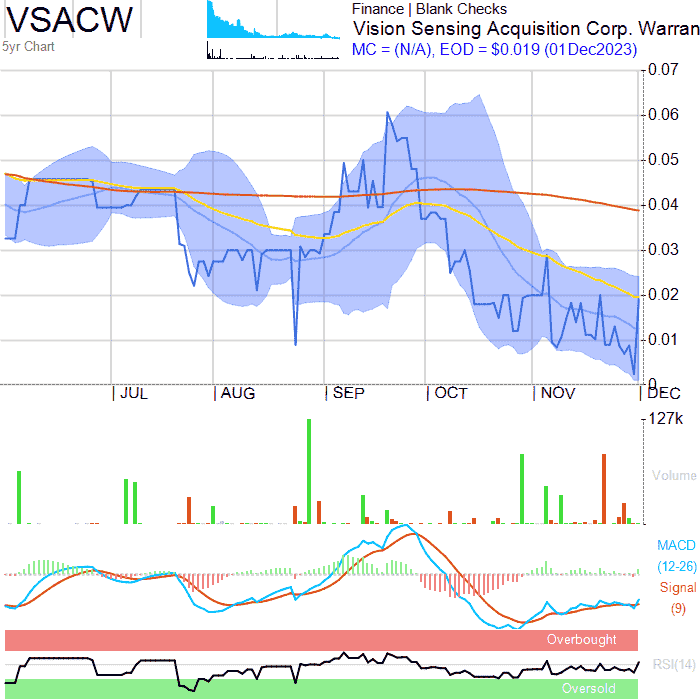 VSACW
5yr Chart
Finance | Blank Checks
Vision Sensing Acquisition Corp. Warran
MC = (N/A), EOD = $0.019 (01Dec2023)
0.07
0.06
0.05
0.04
0.03
0.02
0.01
0
JUL AUG SEP OCT NOV DEC
127k
Volume
MACD
(12-26)
Signal
(9)
Overbought
RSI(14)
Oversold